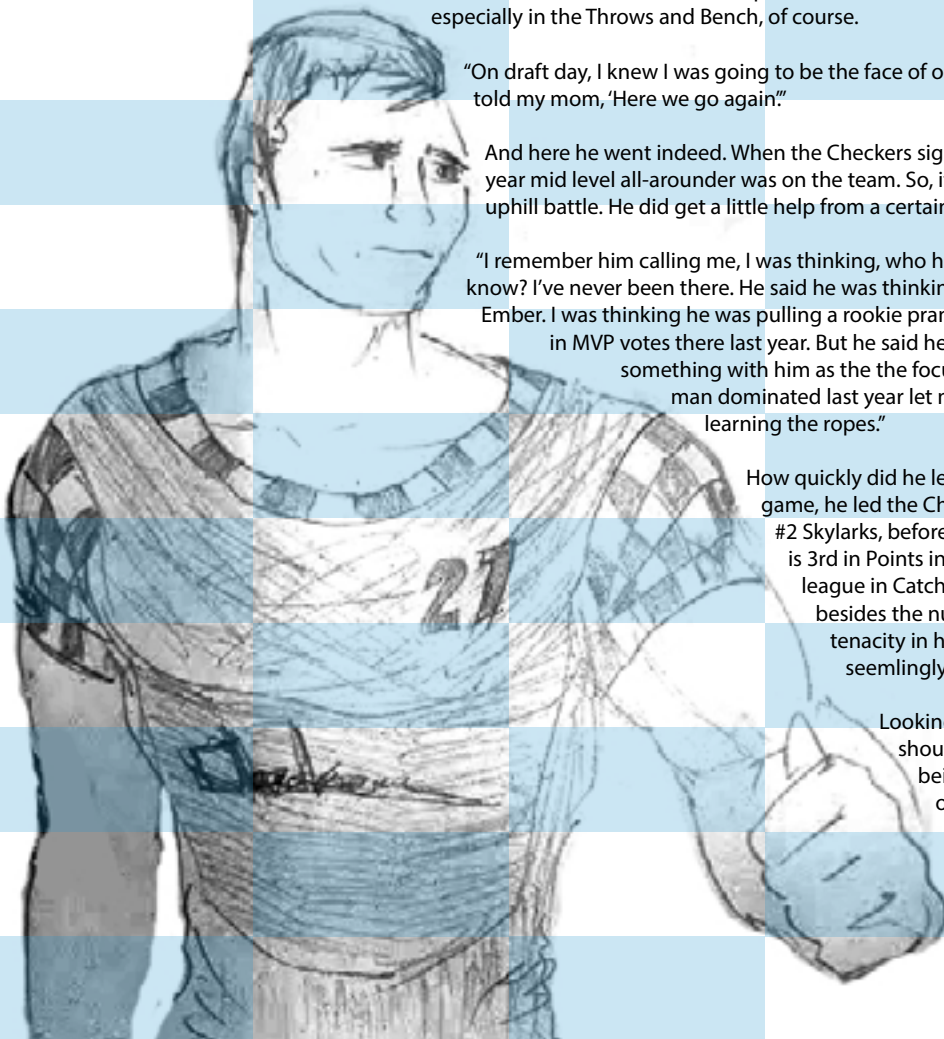 especially in the Throws and Bench, of course.
“On draft day, I knew I was going to be the face of o
told my mom, ‘Here we go again’.”
And here he went indeed. When the Checkers sig
year mid level all-arounder was on the team. So, i
uphill battle. He did get a little help from a certain
“I remember him calling me, I was thinking, who h
know? I’ve never been there. He said he was thinkin
Ember. I was thinking he was pulling a rookie pran
in MVP votes there last year. But he said he
something with him as the the focu
man dominated last year let
learning the ropes.”
How quickly did he le
game, he led the Ch
#2 Skylarks, before
is 3rd in Points in
league in Catch
besides the nu
tenacity in h
seemlingly
Looking
shou
bei
21